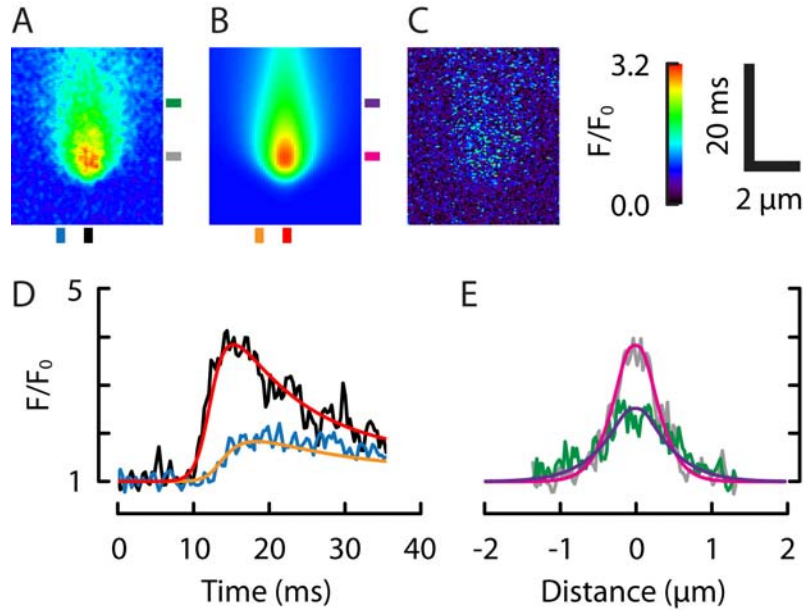 A
B
C
F/F0
3.2
0.0
20 ms
2 μm
D
F/F0
5
1
0
10
20
30
40
Time (ms)
E
-2
-1
0
1
2
Distance (μm)